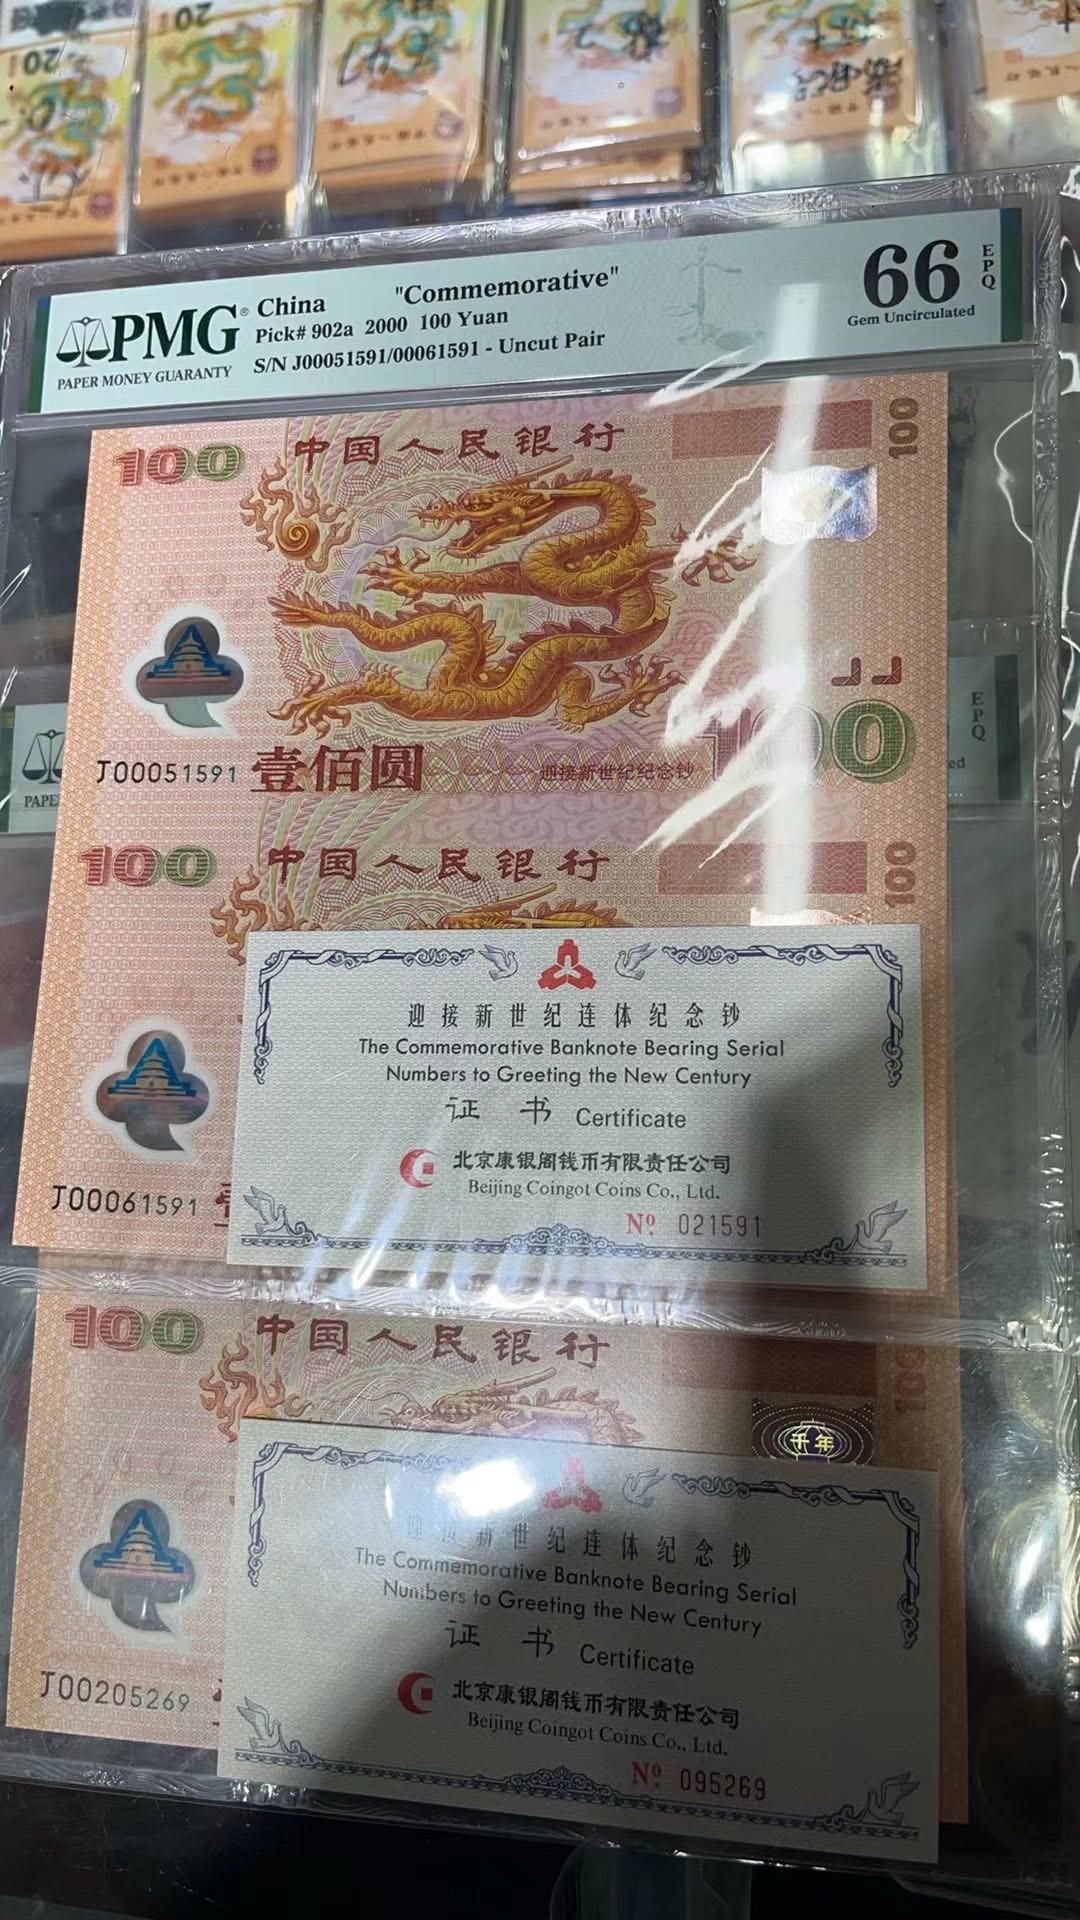 20
PMG®
PAPER MONEY GUARANTY
China "Commemorative"
Pick# 902a 2000 100 Yuan
S/N J00051591/00061591 - Uncut Pair
66
EPQ
Gem Uncirculated
100 中国人民银行 100
J00051591 壹佰圆 迎接新世纪纪念钞 100
EPQ
PAPE
ed
100 中国人民银行 100
迎接新世纪连体纪念钞
The Commemorative Banknote Bearing Serial
Numbers to Greeting the New Century
证书 Certificate
北京康银阁钱币有限责任公司
Beijing Coingot Coins Co., Ltd.
Nº 021591
J00061591
100 中国人民银行 100
千年
迎接新世纪连体纪念钞
The Commemorative Banknote Bearing Serial
Numbers to Greeting the New Century
证书 Certificate
北京康银阁钱币有限责任公司
Beijing Coingot Coins Co., Ltd.
Nº 095269
J00205269